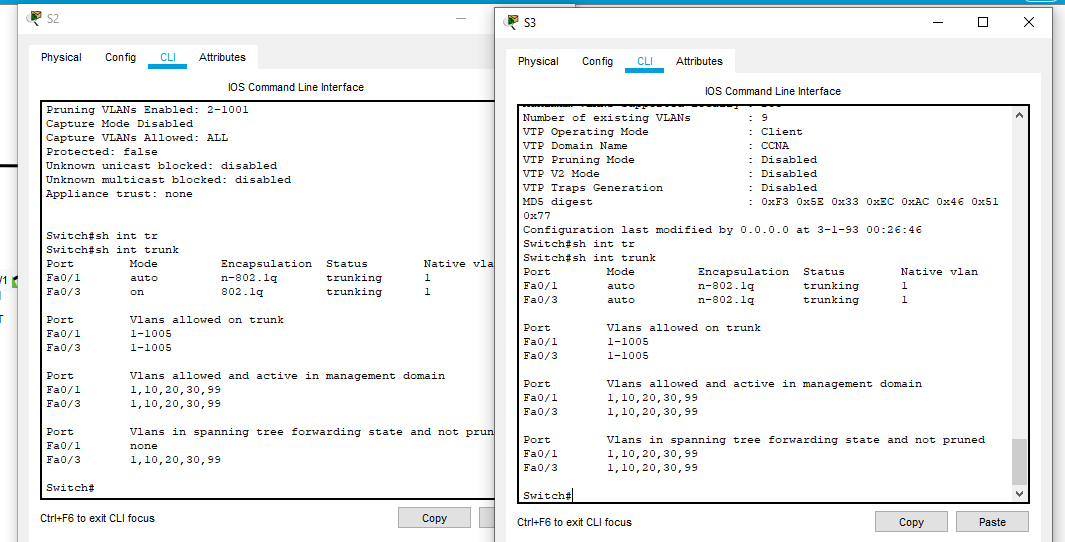 S2
Physical Config CLI Attributes
IOS Command Line Interface
Pruning VLANs Enabled: 2-1001
Capture Mode Disabled
Capture VLANs Allowed: ALL
Protected: false
Unknown unicast blocked: disabled
Unknown multicast blocked: disabled
Appliance trust: none
Switch#sh int tr
Switch#sh int trunk
Port Mode Encapsulation Status Native vla
Fa0/1 auto n-802.1q trunking 1
Fa0/3 on 802.1q trunking 1
Port Vlans allowed on trunk
Fa0/1 1-1005
Fa0/3 1-1005
Port Vlans allowed and active in management domain
Fa0/1 1,10,20,30,99
Fa0/3 1,10,20,30,99
Port Vlans in spanning tree forwarding state and not prun
Fa0/1 none
Fa0/3 1,10,20,30,99
Switch#
Ctrl+F6 to exit CLI focus
Copy
S3
Physical Config CLI Attributes
IOS Command Line Interface
Number of existing VLANs : 9
VTP Operating Mode : Client
VTP Domain Name : CCNA
VTP Pruning Mode : Disabled
VTP V2 Mode : Disabled
VTP Traps Generation : Disabled
MD5 digest : 0xF3 0x5E 0x33 0xEC 0xAC 0x46 0x51
0x77
Configuration last modified by 0.0.0.0 at 3-1-93 00:26:46
Switch#sh int tr
Switch#sh int trunk
Port Mode Encapsulation Status Native vlan
Fa0/1 auto n-802.1q trunking 1
Fa0/3 auto n-802.1q trunking 1
Port Vlans allowed on trunk
Fa0/1 1-1005
Fa0/3 1-1005
Port Vlans allowed and active in management domain
Fa0/1 1,10,20,30,99
Fa0/3 1,10,20,30,99
Port Vlans in spanning tree forwarding state and not pruned
Fa0/1 1,10,20,30,99
Fa0/3 1,10,20,30,99
Switch#
Ctrl+F6 to exit CLI focus
Copy Paste